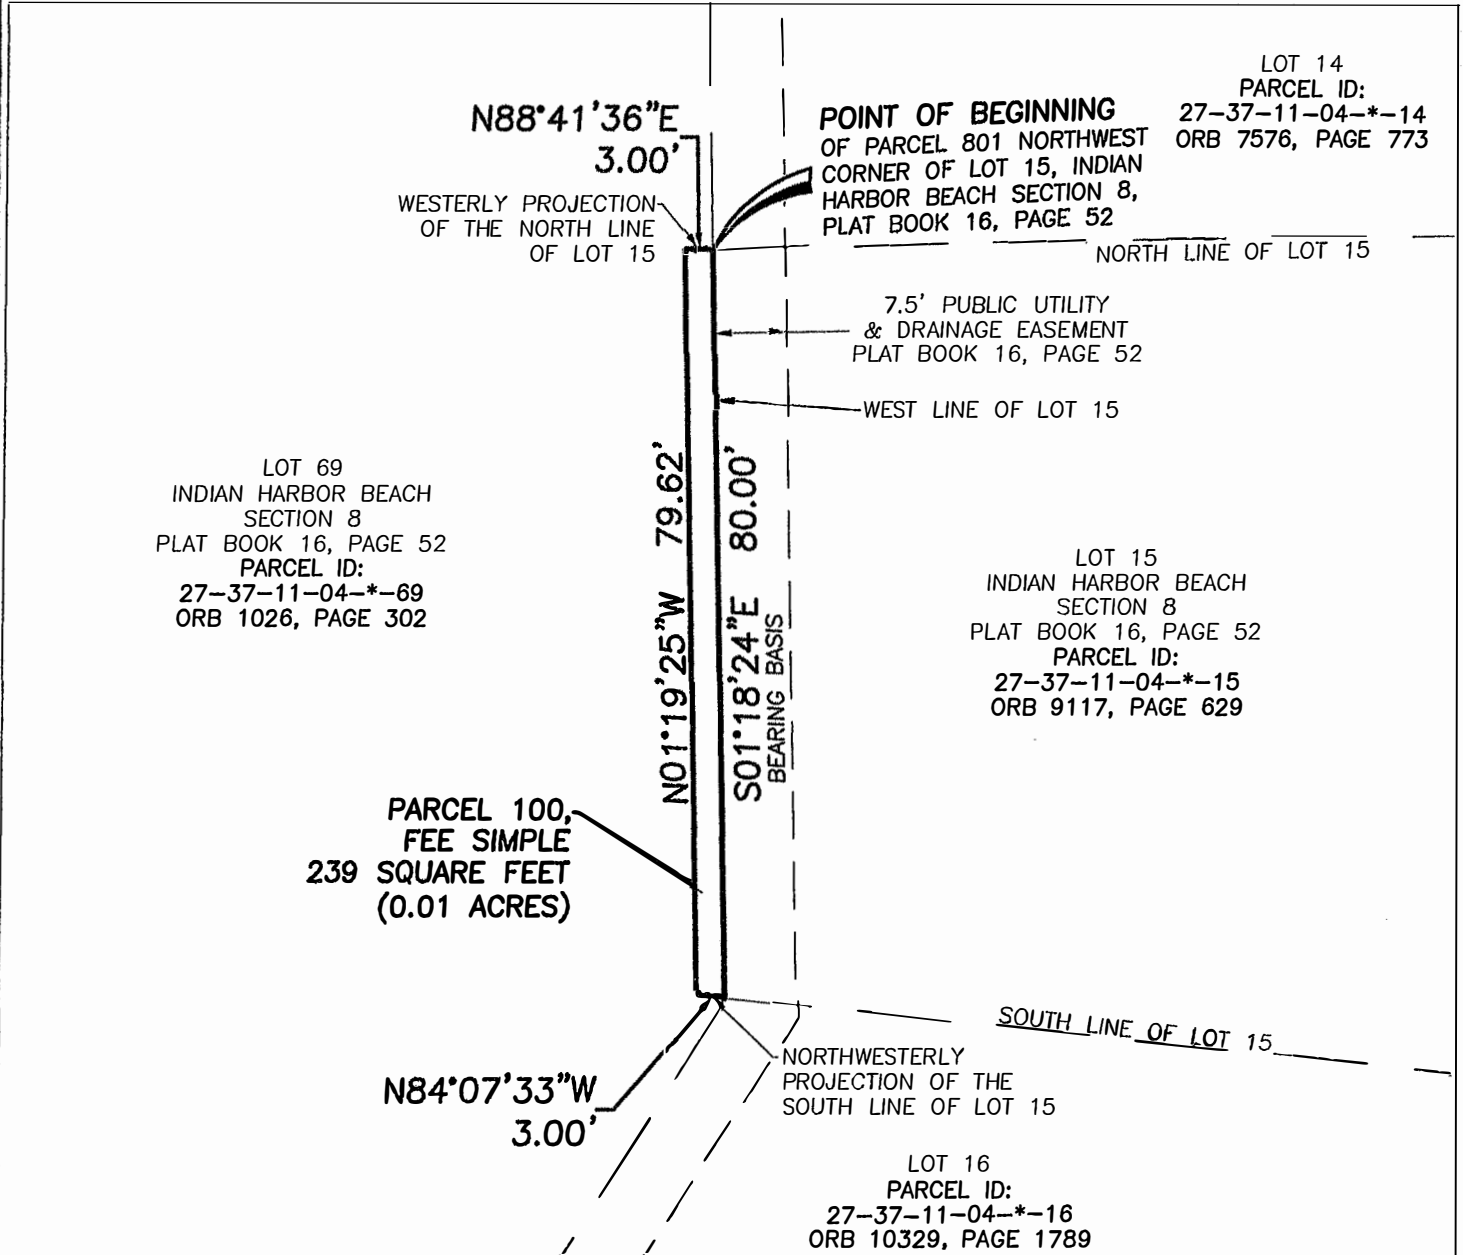 LOT 14
PARCEL ID:
27-37-11-04-*-14
ORB 7576, PAGE 773
N88°41'36"E
3.00'
POINT OF BEGINNING
OF PARCEL 801 NORTHWEST
CORNER OF LOT 15, INDIAN
HARBOR BEACH SECTION 8,
PLAT BOOK 16, PAGE 52
WESTERLY PROJECTION
OF THE NORTH LINE
OF LOT 15
NORTH LINE OF LOT 15
7.5' PUBLIC UTILITY
& DRAINAGE EASEMENT
PLAT BOOK 16, PAGE 52
WEST LINE OF LOT 15
LOT 69
INDIAN HARBOR BEACH
SECTION 8
PLAT BOOK 16, PAGE 52
PARCEL ID:
27-37-11-04-*-69
ORB 1026, PAGE 302
N01°19'25"W 79.62'
S01°18'24"E 80.00'
BEARING BASIS
LOT 15
INDIAN HARBOR BEACH
SECTION 8
PLAT BOOK 16, PAGE 52
PARCEL ID:
27-37-11-04-*-15
ORB 9117, PAGE 629
PARCEL 100,
FEE SIMPLE
239 SQUARE FEET
(0.01 ACRES)
SOUTH LINE OF LOT 15
N84°07'33"W
3.00'
NORTHWESTERLY
PROJECTION OF THE
SOUTH LINE OF LOT 15
LOT 16
PARCEL ID:
27-37-11-04-*-16
ORB 10329, PAGE 1789